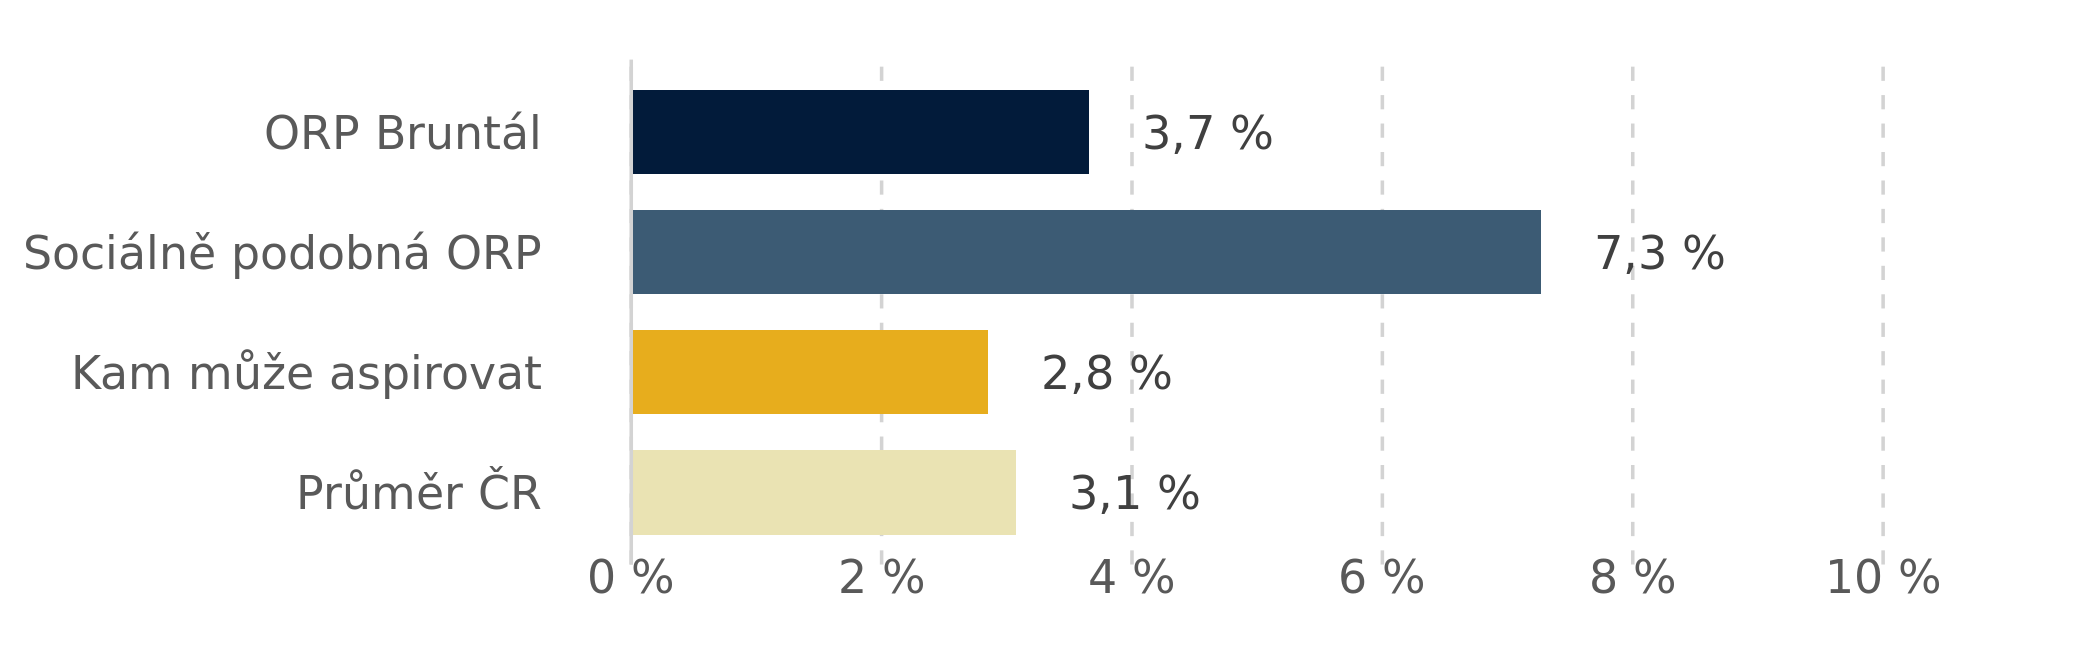 ORP Bruntál 3,7 %
Sociálně podobná ORP 7,3 %
Kam může aspirovat 2,8 %
Průměr ČR 3,1 %
0 % 2 % 4 % 6 % 8 % 10 %